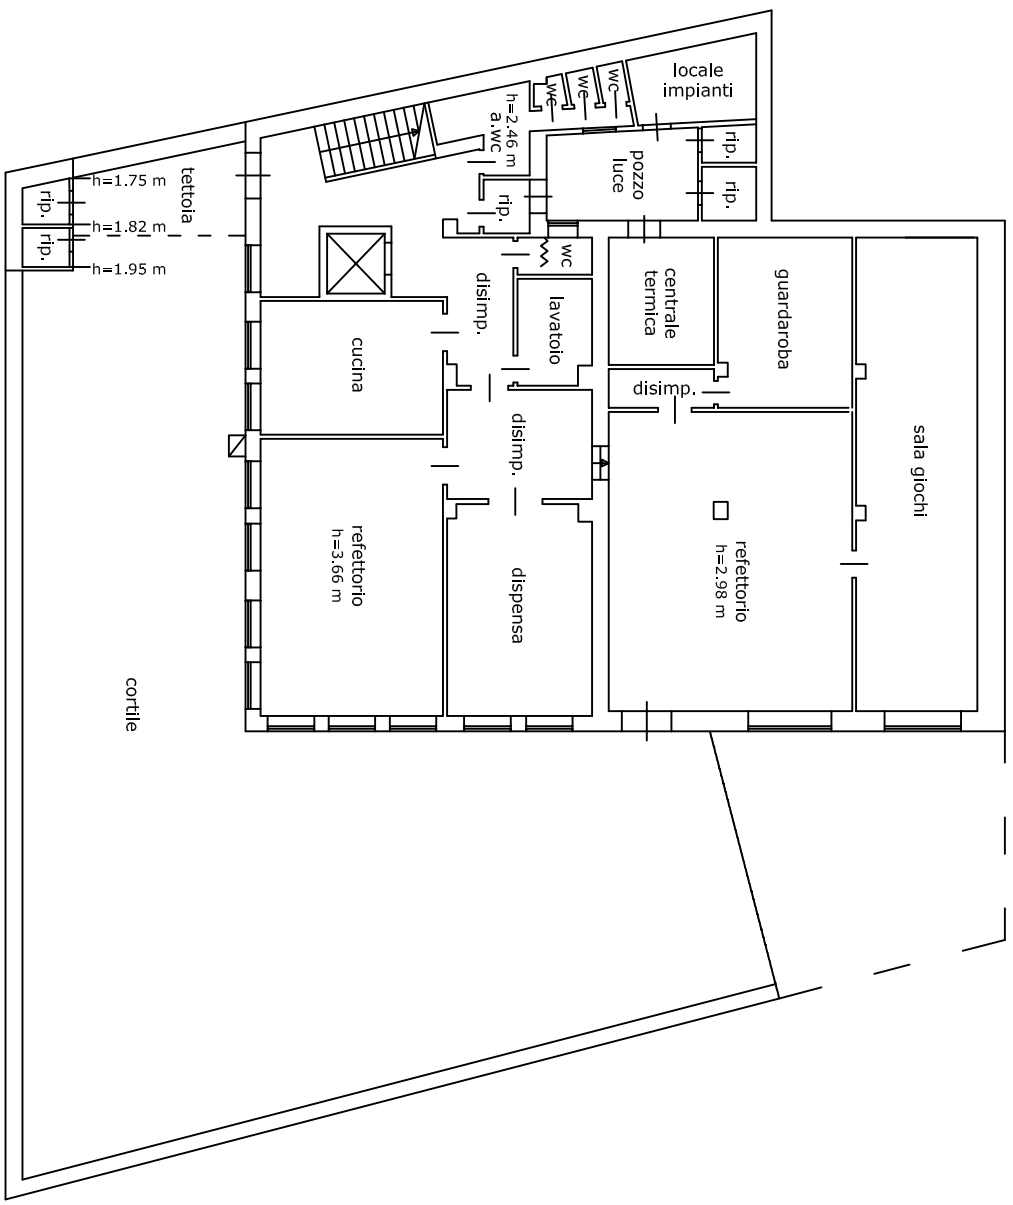 locale
impianti
wc
wc
wc
h=2.46 m
a.wc
rip.
pozzo
luce
rip.
h=1.75 m
tettoia
rip.
rip.
h=1.82 m
rip.
h=1.95 m
wc
disimp.
lavatoio
centrale
termica
guardaroba
cucina
disimp.
disimp.
sala giochi
refettorio
h=3.66 m
dispensa
refettorio
h=2.98 m
cortile